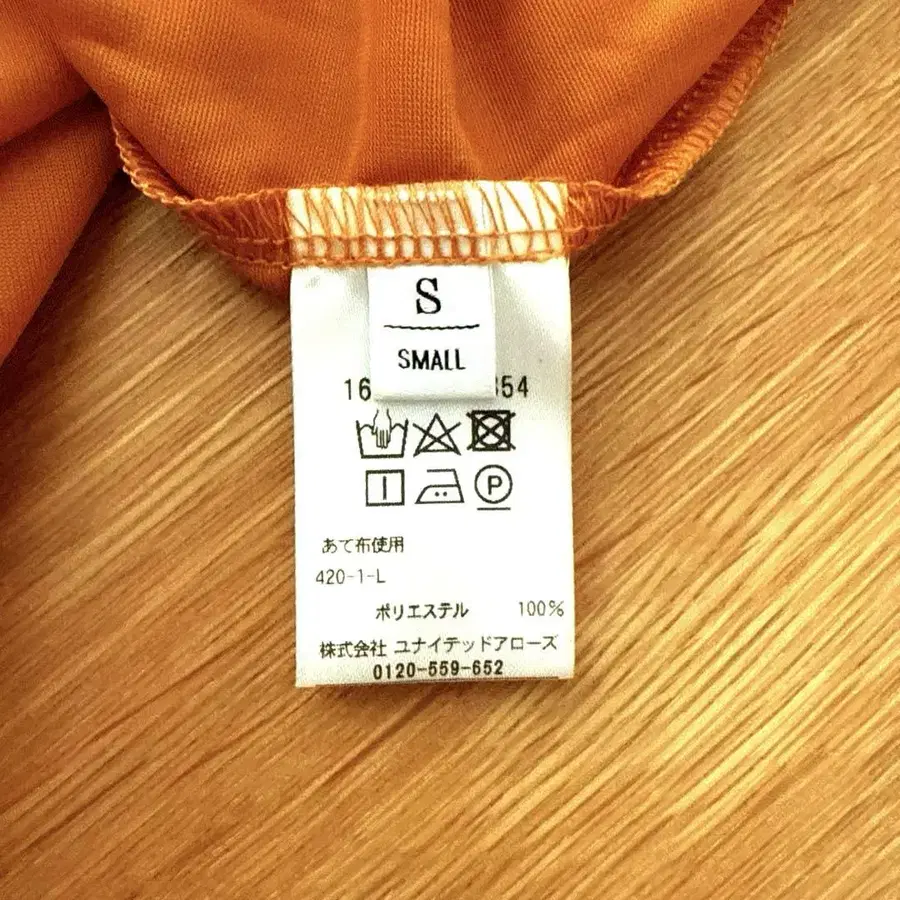 S
SMALL
16
354
P
あて布使用
420-1-L
ポリエステル 100%
株式会社 ユナイテッドアローズ
0120-559-652